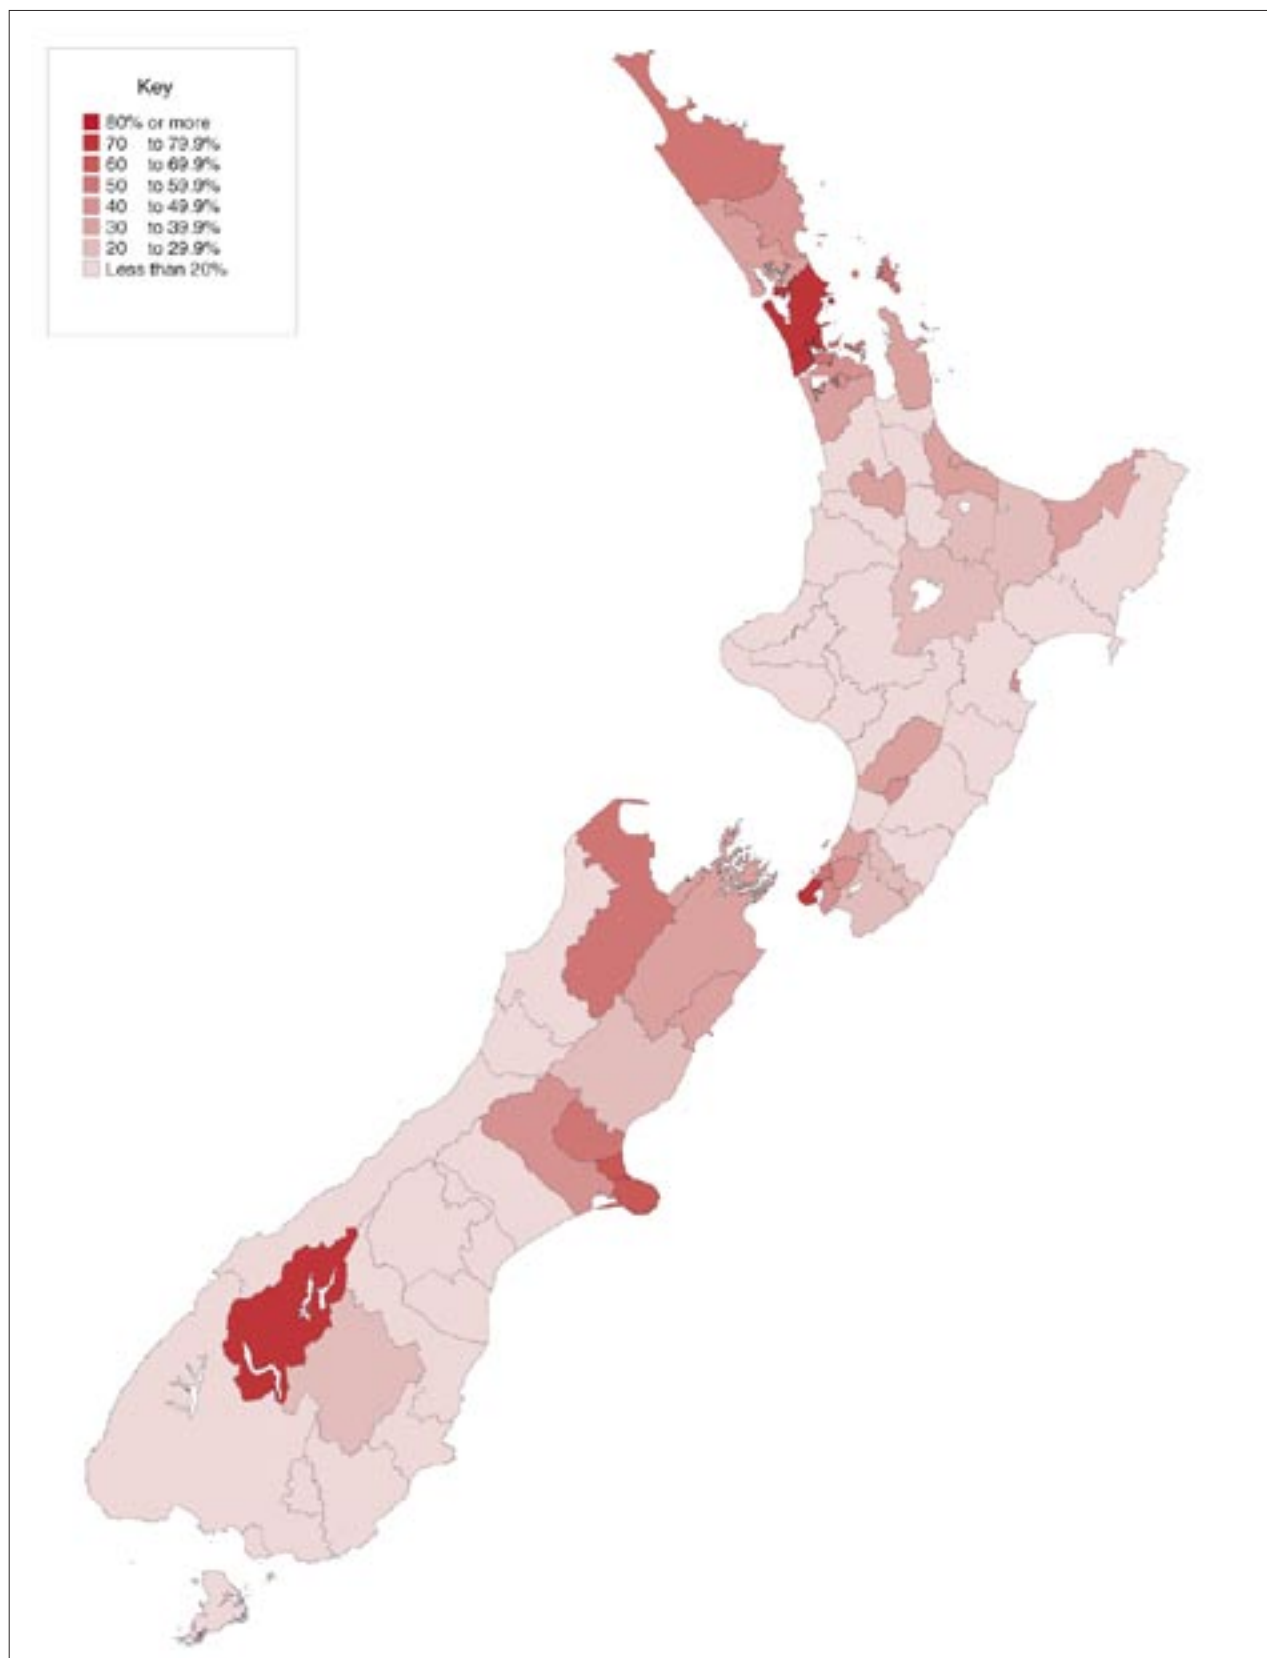 Key
80% or more
70 to 79.9%
60 to 69.9%
50 to 59.9%
40 to 49.9%
30 to 39.9%
20 to 29.9%
Less than 20%